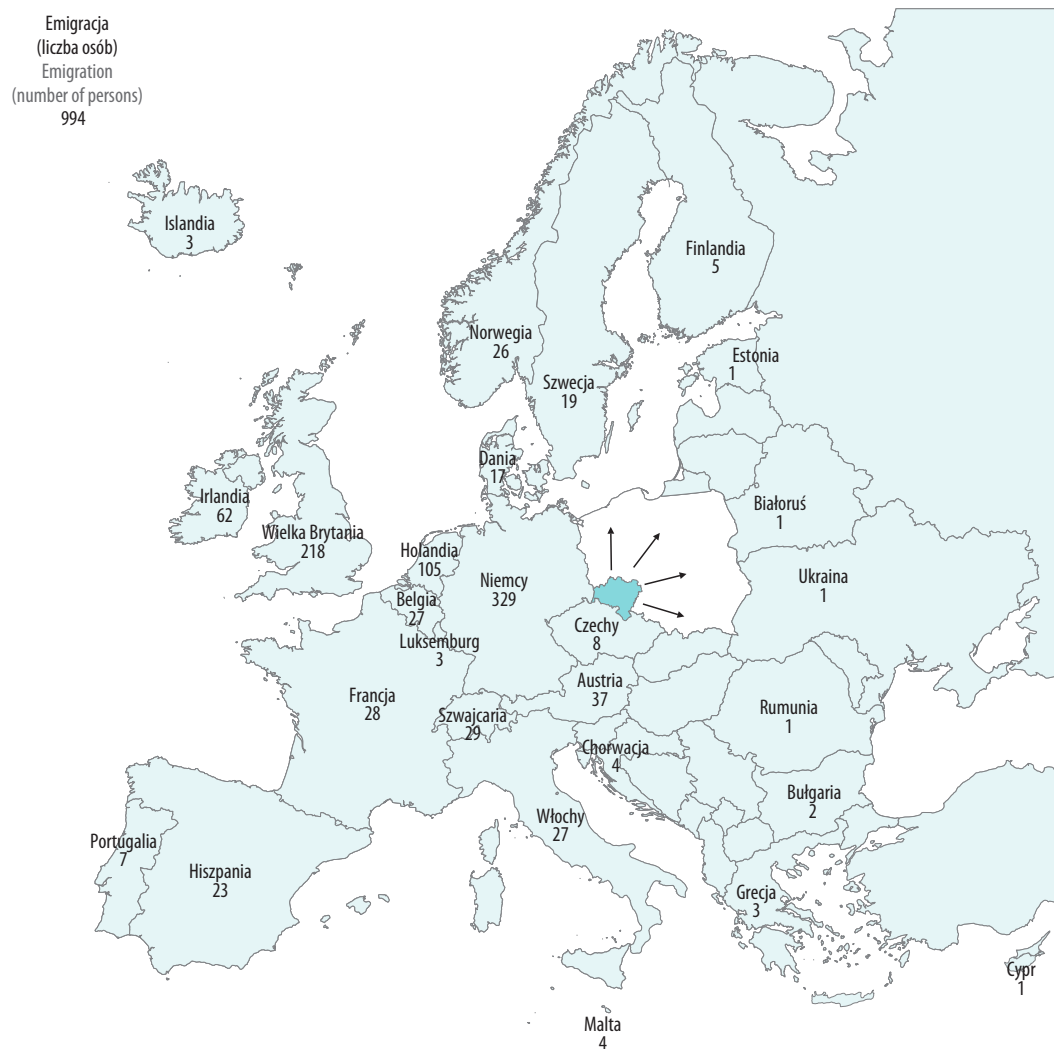 Emigracja
(liczba osób)
Emigration
(number of persons)
994
Islandia
3
Finlandia
5
Norwegia
26
Estonia
1
Szwecja
19
Dania
17
Irlandia
62
Białoruś
1
Wielka Brytania
218
Holandia
105
Niemcy
329
Ukraina
1
Belgia
27
Luksemburg
3
Czechy
8
Austria
37
Francja
28
Szwajcaria
29
Rumunia
1
Chorwacja
4
Bułgaria
2
Włochy
27
Portugalia
7
Hiszpania
23
Grecja
3
Cypr
1
Malta
4